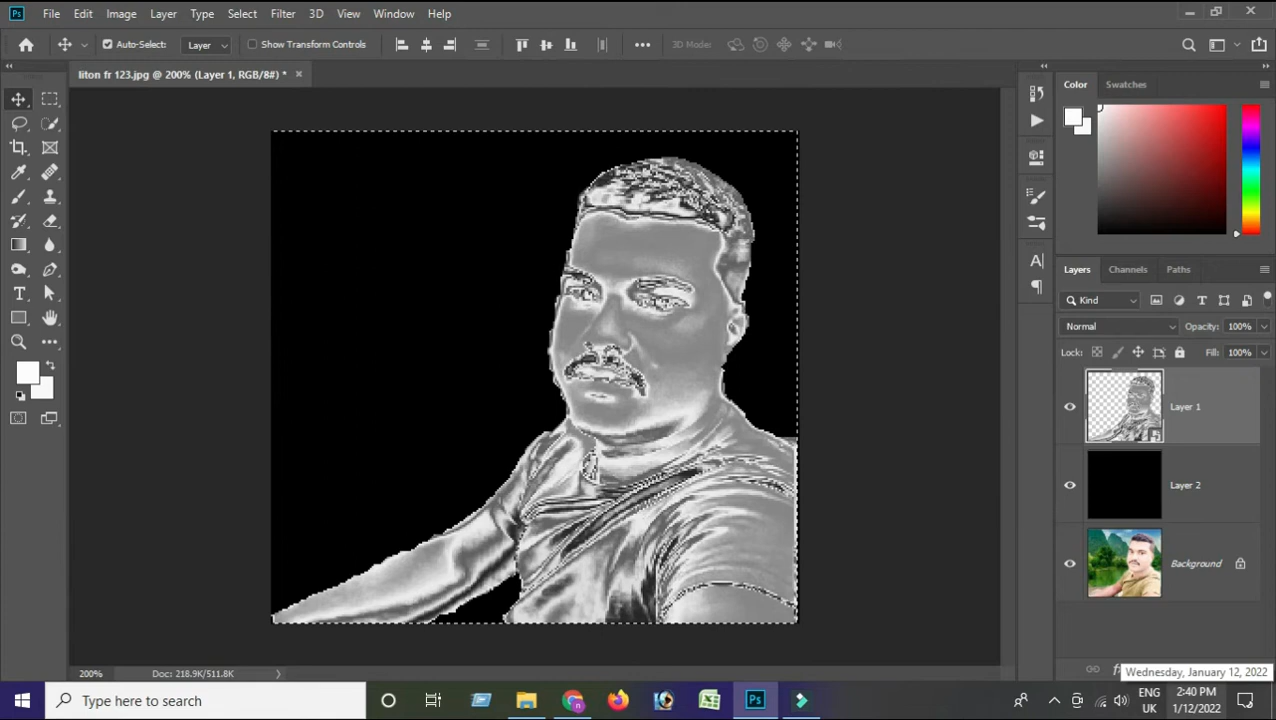 Ps File Edit Image Layer Type Select Filter 3D View Window Help
Auto-Select: Layer Show Transform Controls 3D Mode:
liton fr 123.jpg @ 200% (Layer 1, RGB/8#) *
Color Swatches
Layers Channels Paths
Kind
Normal Opacity: 100%
Lock: Fill: 100%
Layer 1
Layer 2
Background
200% Doc: 218.9K/511.8K
Wednesday, January 12, 2022
Type here to search
Ps
ENG
UK
2:40 PM
1/12/2022